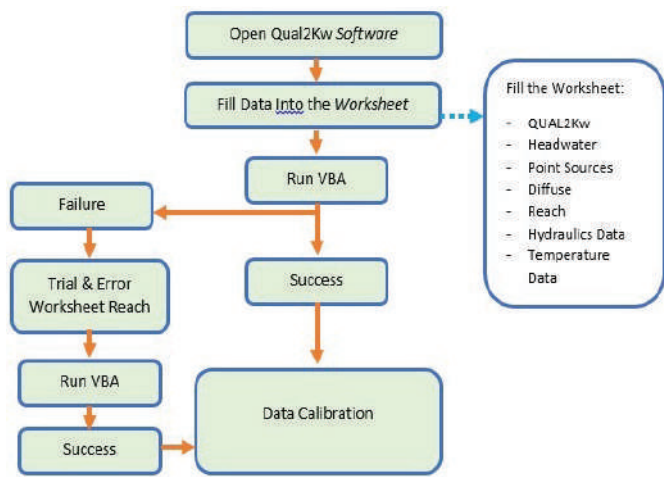 Open Qual2Kw Software
Fill Data Into the Worksheet
Fill the Worksheet:
- QUAL2Kw
- Headwater
- Point Sources
- Diffuse
- Reach
- Hydraulics Data
- Temperature
Data
Run VBA
Failure
Trial & Error
Worksheet Reach
Success
Run VBA
Data Calibration
Success